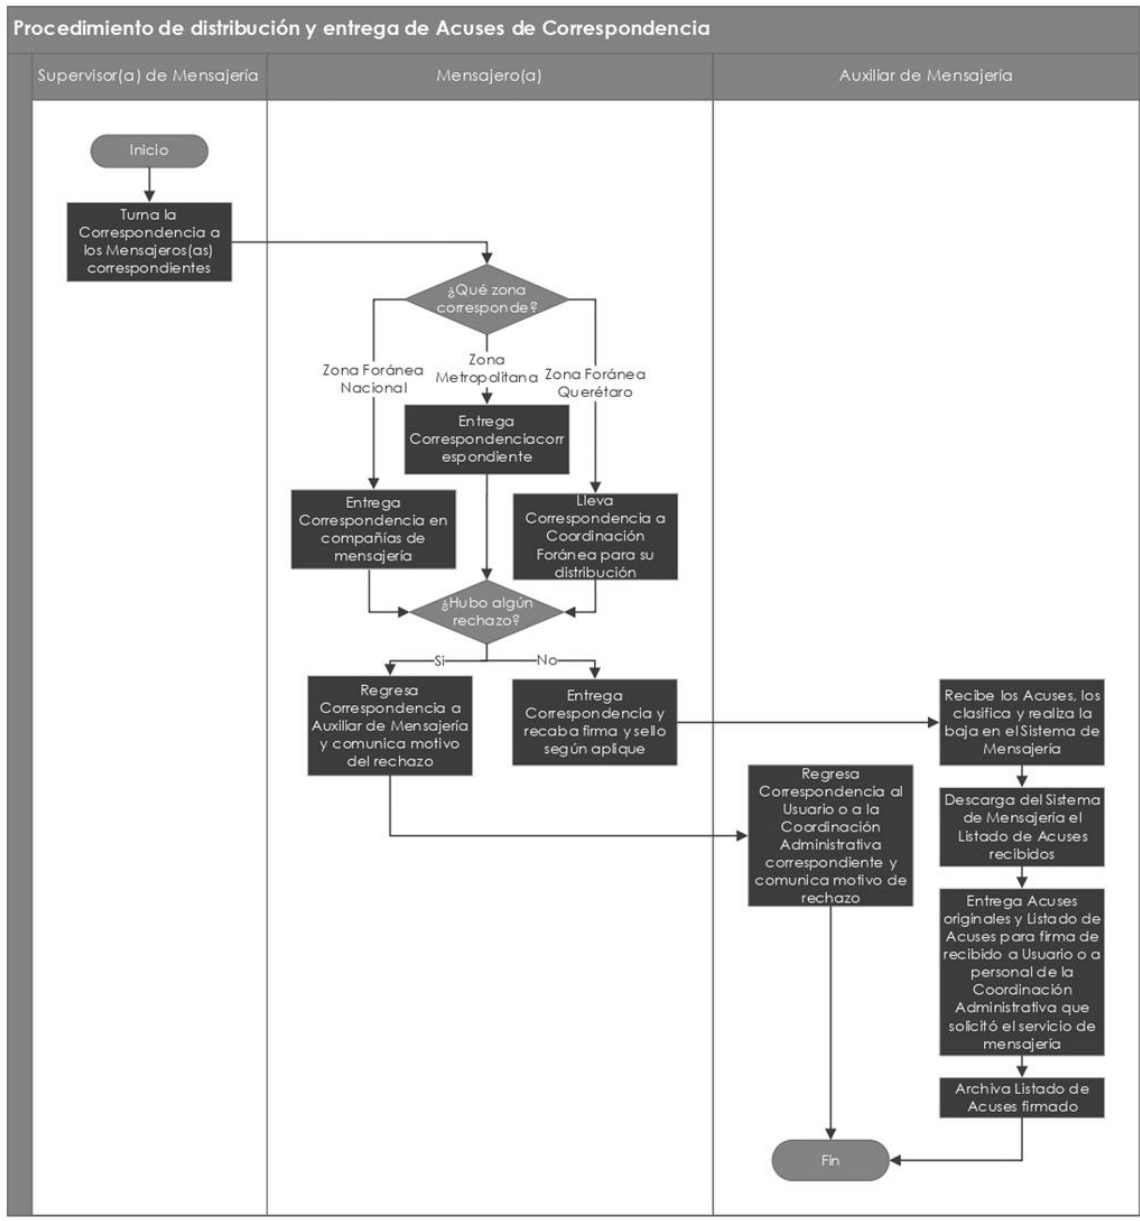 Procedimiento de distribución y entrega de Acuses de Correspondencia
Supervisor(a) de Mensajería
Mensajero(a)
Auxiliar de Mensajería
Inicio
Turna la
Correspondencia a
los Mensajeros(as)
correspondientes
¿Qué zona
corresponde?
Zona Foránea
Nacional
Zona
Metropolitana
Zona Foránea
Querétaro
Entrega
Correspondenciacorr
espondiente
Entrega
Correspondencia en
compañías de
mensajería
Lleva
Correspondencia a
Coordinación
Foránea para su
distribución
¿Hubo algún
rechazo?
Si
No
Regresa
Correspondencia a
Auxiliar de Mensajería
y comunica motivo
del rechazo
Entrega
Correspondencia y
recaba firma y sello
según aplique
Recibe los Acuses, los
clasifica y realiza la
baja en el Sistema de
Mensajería
Regresa
Correspondencia al
Usuario o a la
Coordinación
Administrativa
correspondiente y
comunica motivo de
rechazo
Descarga del Sistema
de Mensajería el
Listado de Acuses
recibidos
Entrega Acuses
originales y Listado de
Acuses para firma de
recibido a Usuario o a
personal de la
Coordinación
Administrativa que
solicitó el servicio de
mensajería
Archiva Listado de
Acuses firmado
Fin